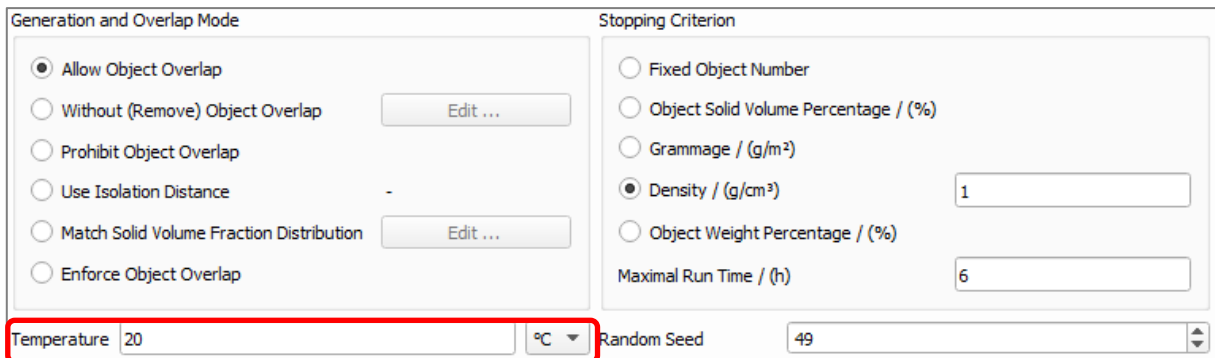 Generation and Overlap Mode
Allow Object Overlap
Without (Remove) Object Overlap Edit ...
Prohibit Object Overlap
Use Isolation Distance -
Match Solid Volume Fraction Distribution Edit ...
Enforce Object Overlap
Temperature 20 °C
Stopping Criterion
Fixed Object Number
Object Solid Volume Percentage / (%)
Grammage / (g/m²)
Density / (g/cm³) 1
Object Weight Percentage / (%)
Maximal Run Time / (h) 6
Random Seed 49